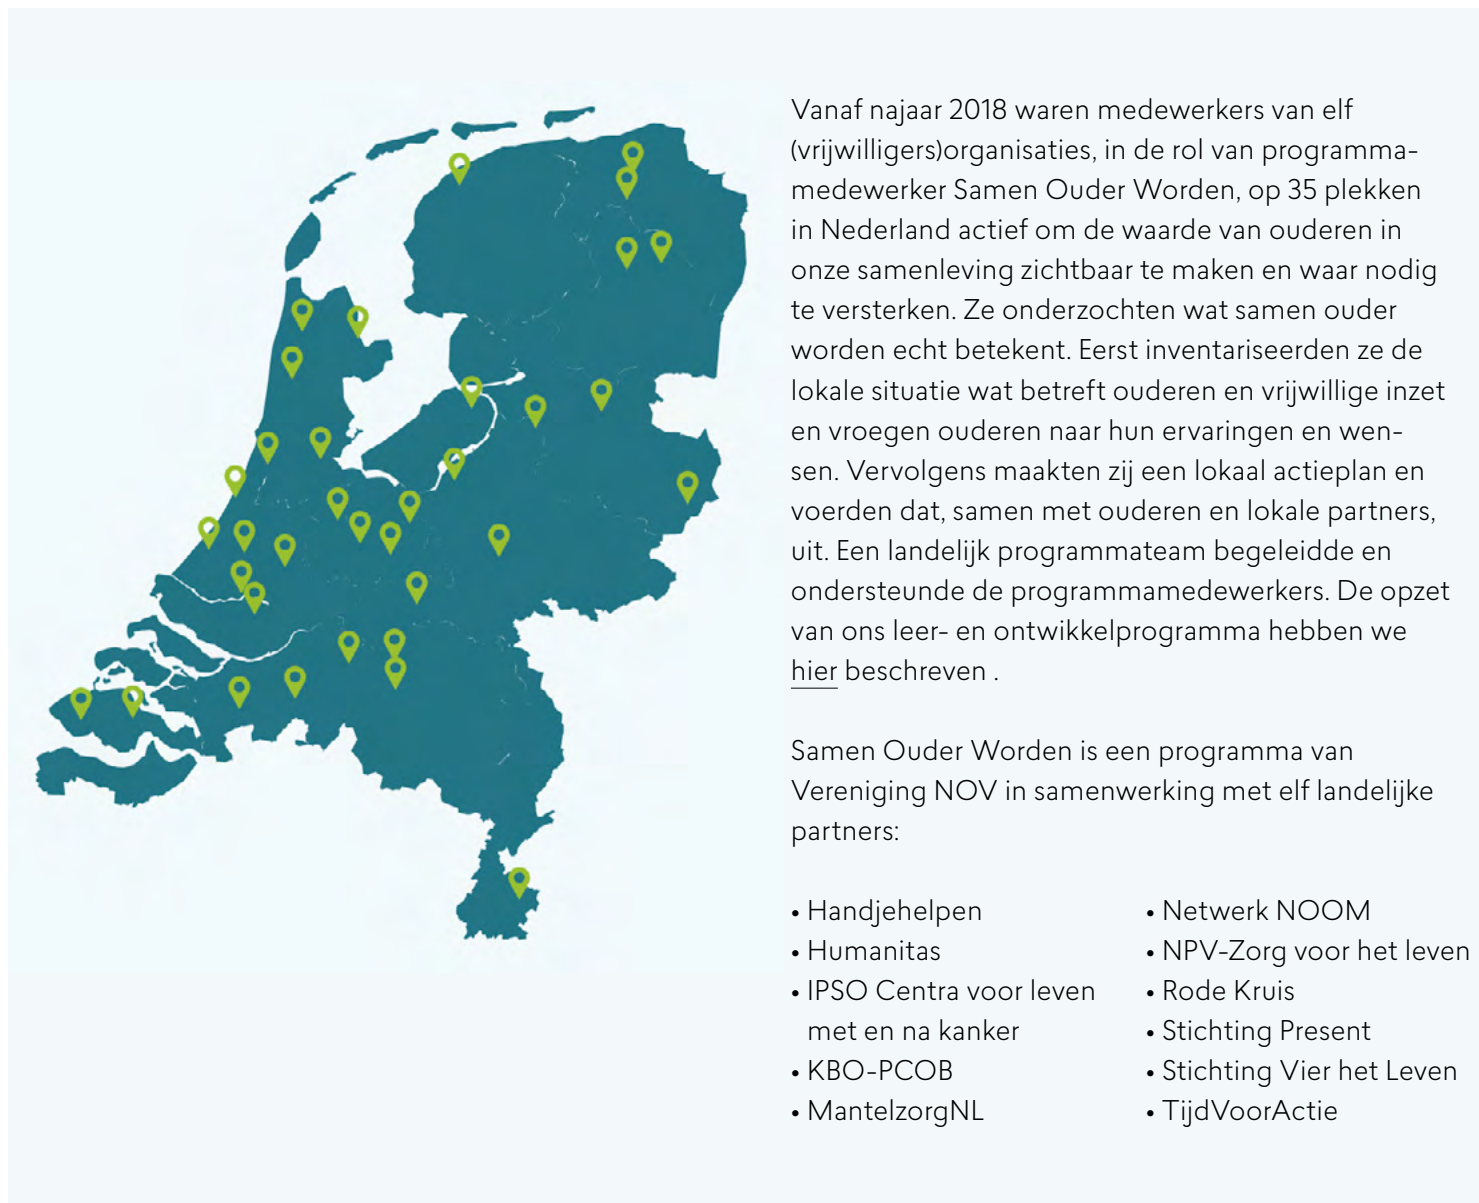 Vanaf najaar 2018 waren medewerkers van elf
(vrijwilligers)organisaties, in de rol van programma-
medewerker Samen Ouder Worden, op 35 plekken
in Nederland actief om de waarde van ouderen in
onze samenleving zichtbaar te maken en waar nodig
te versterken. Ze onderzochten wat samen ouder
worden echt betekent. Eerst inventariseerden ze de
lokale situatie wat betreft ouderen en vrijwillige inzet
en vroegen ouderen naar hun ervaringen en wen-
sen. Vervolgens maakten zij een lokaal actieplan en
voerden dat, samen met ouderen en lokale partners,
uit. Een landelijk programmateam begeleidde en
ondersteunde de programmamedewerkers. De opzet
van ons leer- en ontwikkelprogramma hebben we
hier beschreven .
Samen Ouder Worden is een programma van
Vereniging NOV in samenwerking met elf landelijke
partners:
• Handjehelpen
• Humanitas
• IPSO Centra voor leven
met en na kanker
• KBO-PCOB
• MantelzorgNL
• Netwerk NOOM
• NPV-Zorg voor het leven
• Rode Kruis
• Stichting Present
• Stichting Vier het Leven
• TijdVoorActie